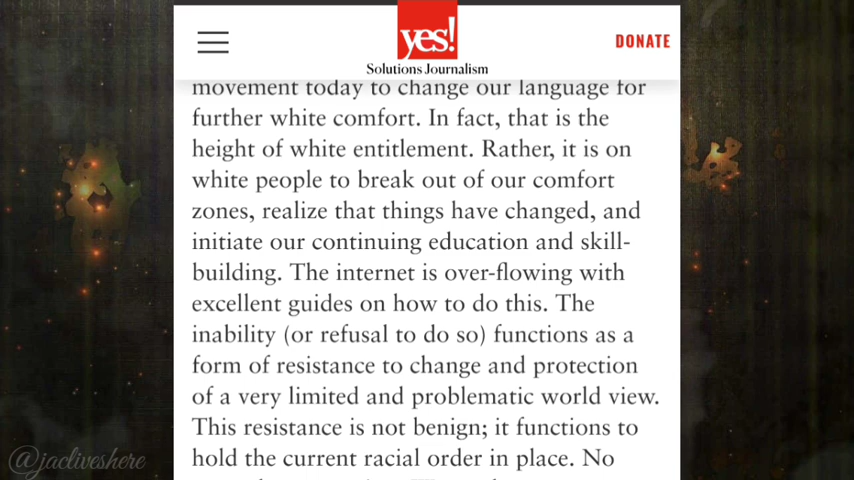 yes!
DONATE
Solutions Journalism
movement today to change our language for
further white comfort. In fact, that is the
height of white entitlement. Rather, it is on
white people to break out of our comfort
zones, realize that things have changed, and
initiate our continuing education and skill-
building. The internet is over-flowing with
excellent guides on how to do this. The
inability (or refusal to do so) functions as a
form of resistance to change and protection
of a very limited and problematic world view.
This resistance is not benign; it functions to
hold the current racial order in place. No
@jacliveshere